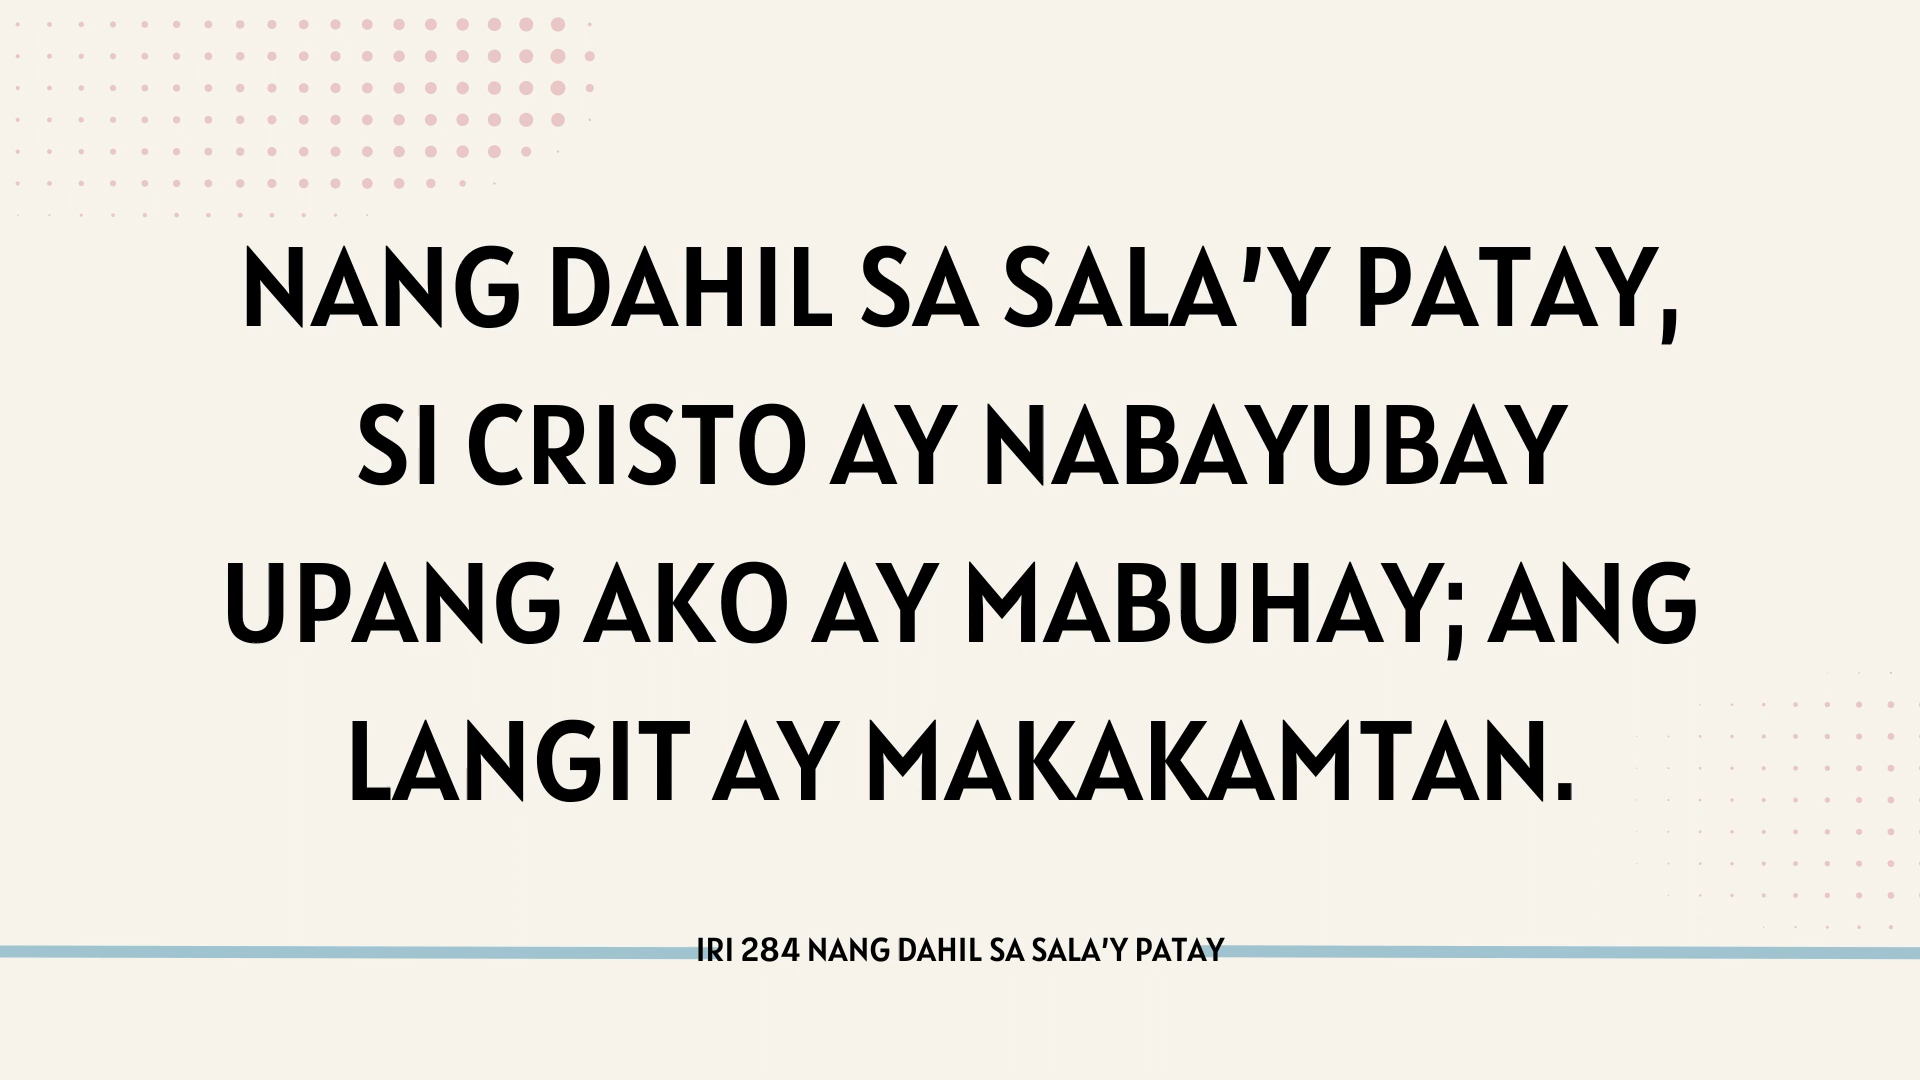 NANG DAHIL SA SALA'Y PATAY,
SI CRISTO AY NABAYUBAY
UPANG AKO AY MABUHAY; ANG
LANGIT AY MAKAKAMTAN.
IRI 284 NANG DAHIL SA SALA'Y PATAY